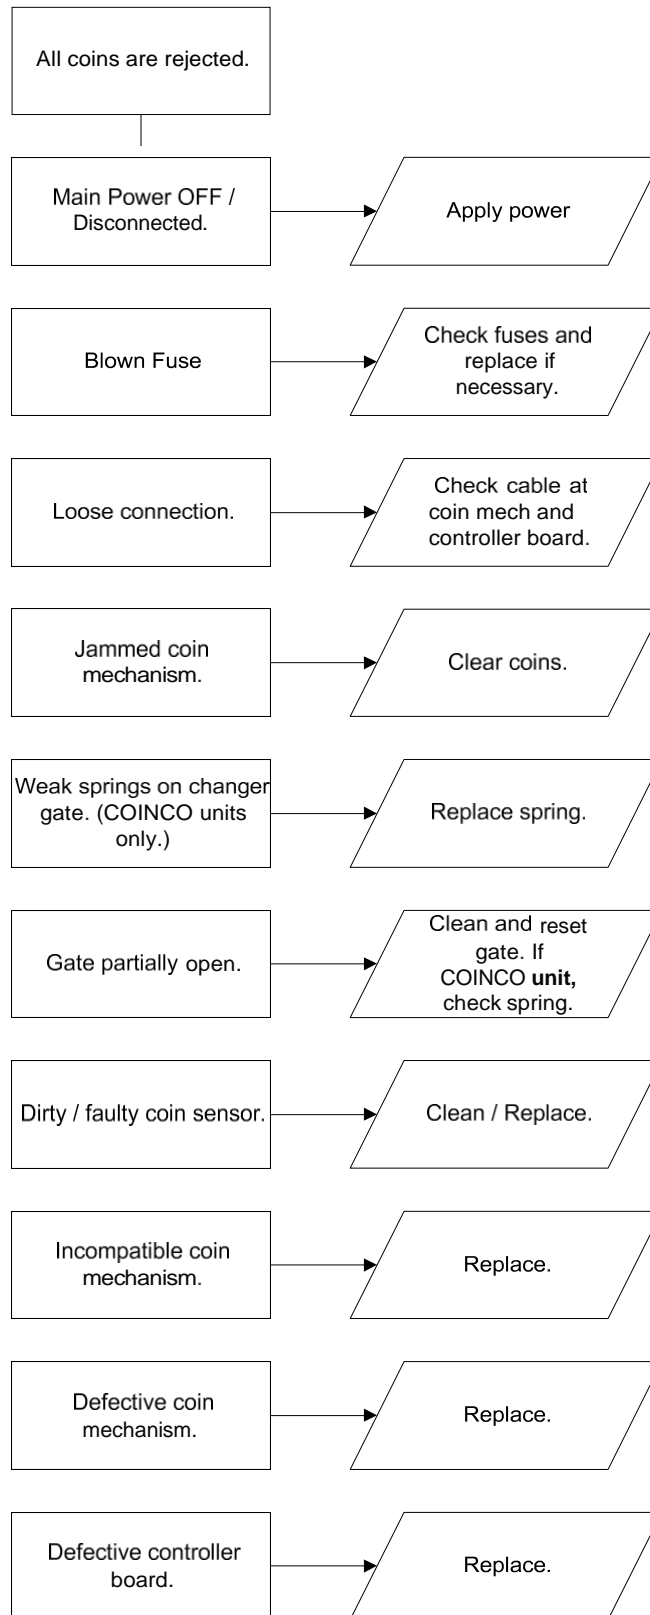 All coins are rejected.
Main Power OFF /
Disconnected.
Apply power
Blown Fuse
Check fuses and
replace if
necessary.
Loose connection.
Check cable at
coin mech and
controller board.
Jammed coin
mechanism.
Clear coins.
Weak springs on changer
gate. (COINCO units
only.)
Replace spring.
Gate partially open.
Clean and reset
gate. If
COINCO unit,
check spring.
Dirty / faulty coin sensor.
Clean / Replace.
Incompatible coin
mechanism.
Replace.
Defective coin
mechanism.
Replace.
Defective controller
board.
Replace.